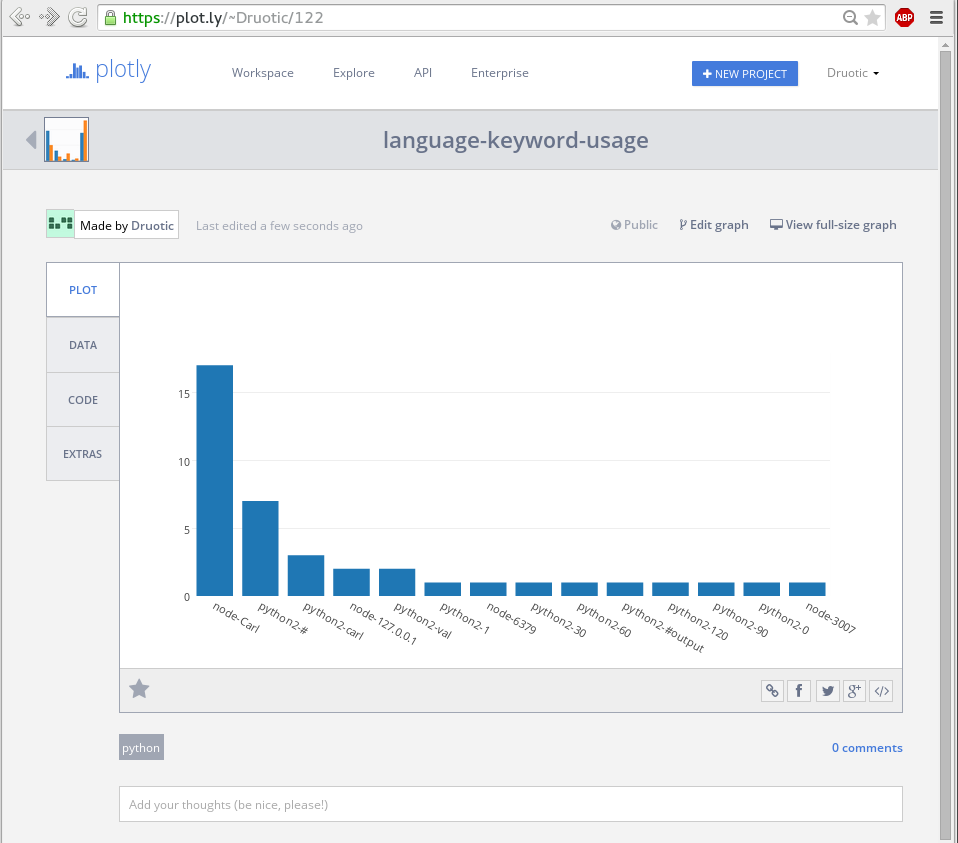 https://plot.ly/~Druotic/122
ABP
plotly
Workspace Explore API Enterprise
NEW PROJECT
Druotic
language-keyword-usage
Made by Druotic
Last edited a few seconds ago
Public
Edit graph
View full-size graph
PLOT
DATA
CODE
EXTRAS
15
10
5
0
node-Carl
python2-#
python2-carl
node-127.0.0.1
python2-val
python2-1
node-6379
python2-30
python2-60
python2-#output
python2-120
python2-90
python2-0
node-3007
python
0 comments
Add your thoughts (be nice, please!)